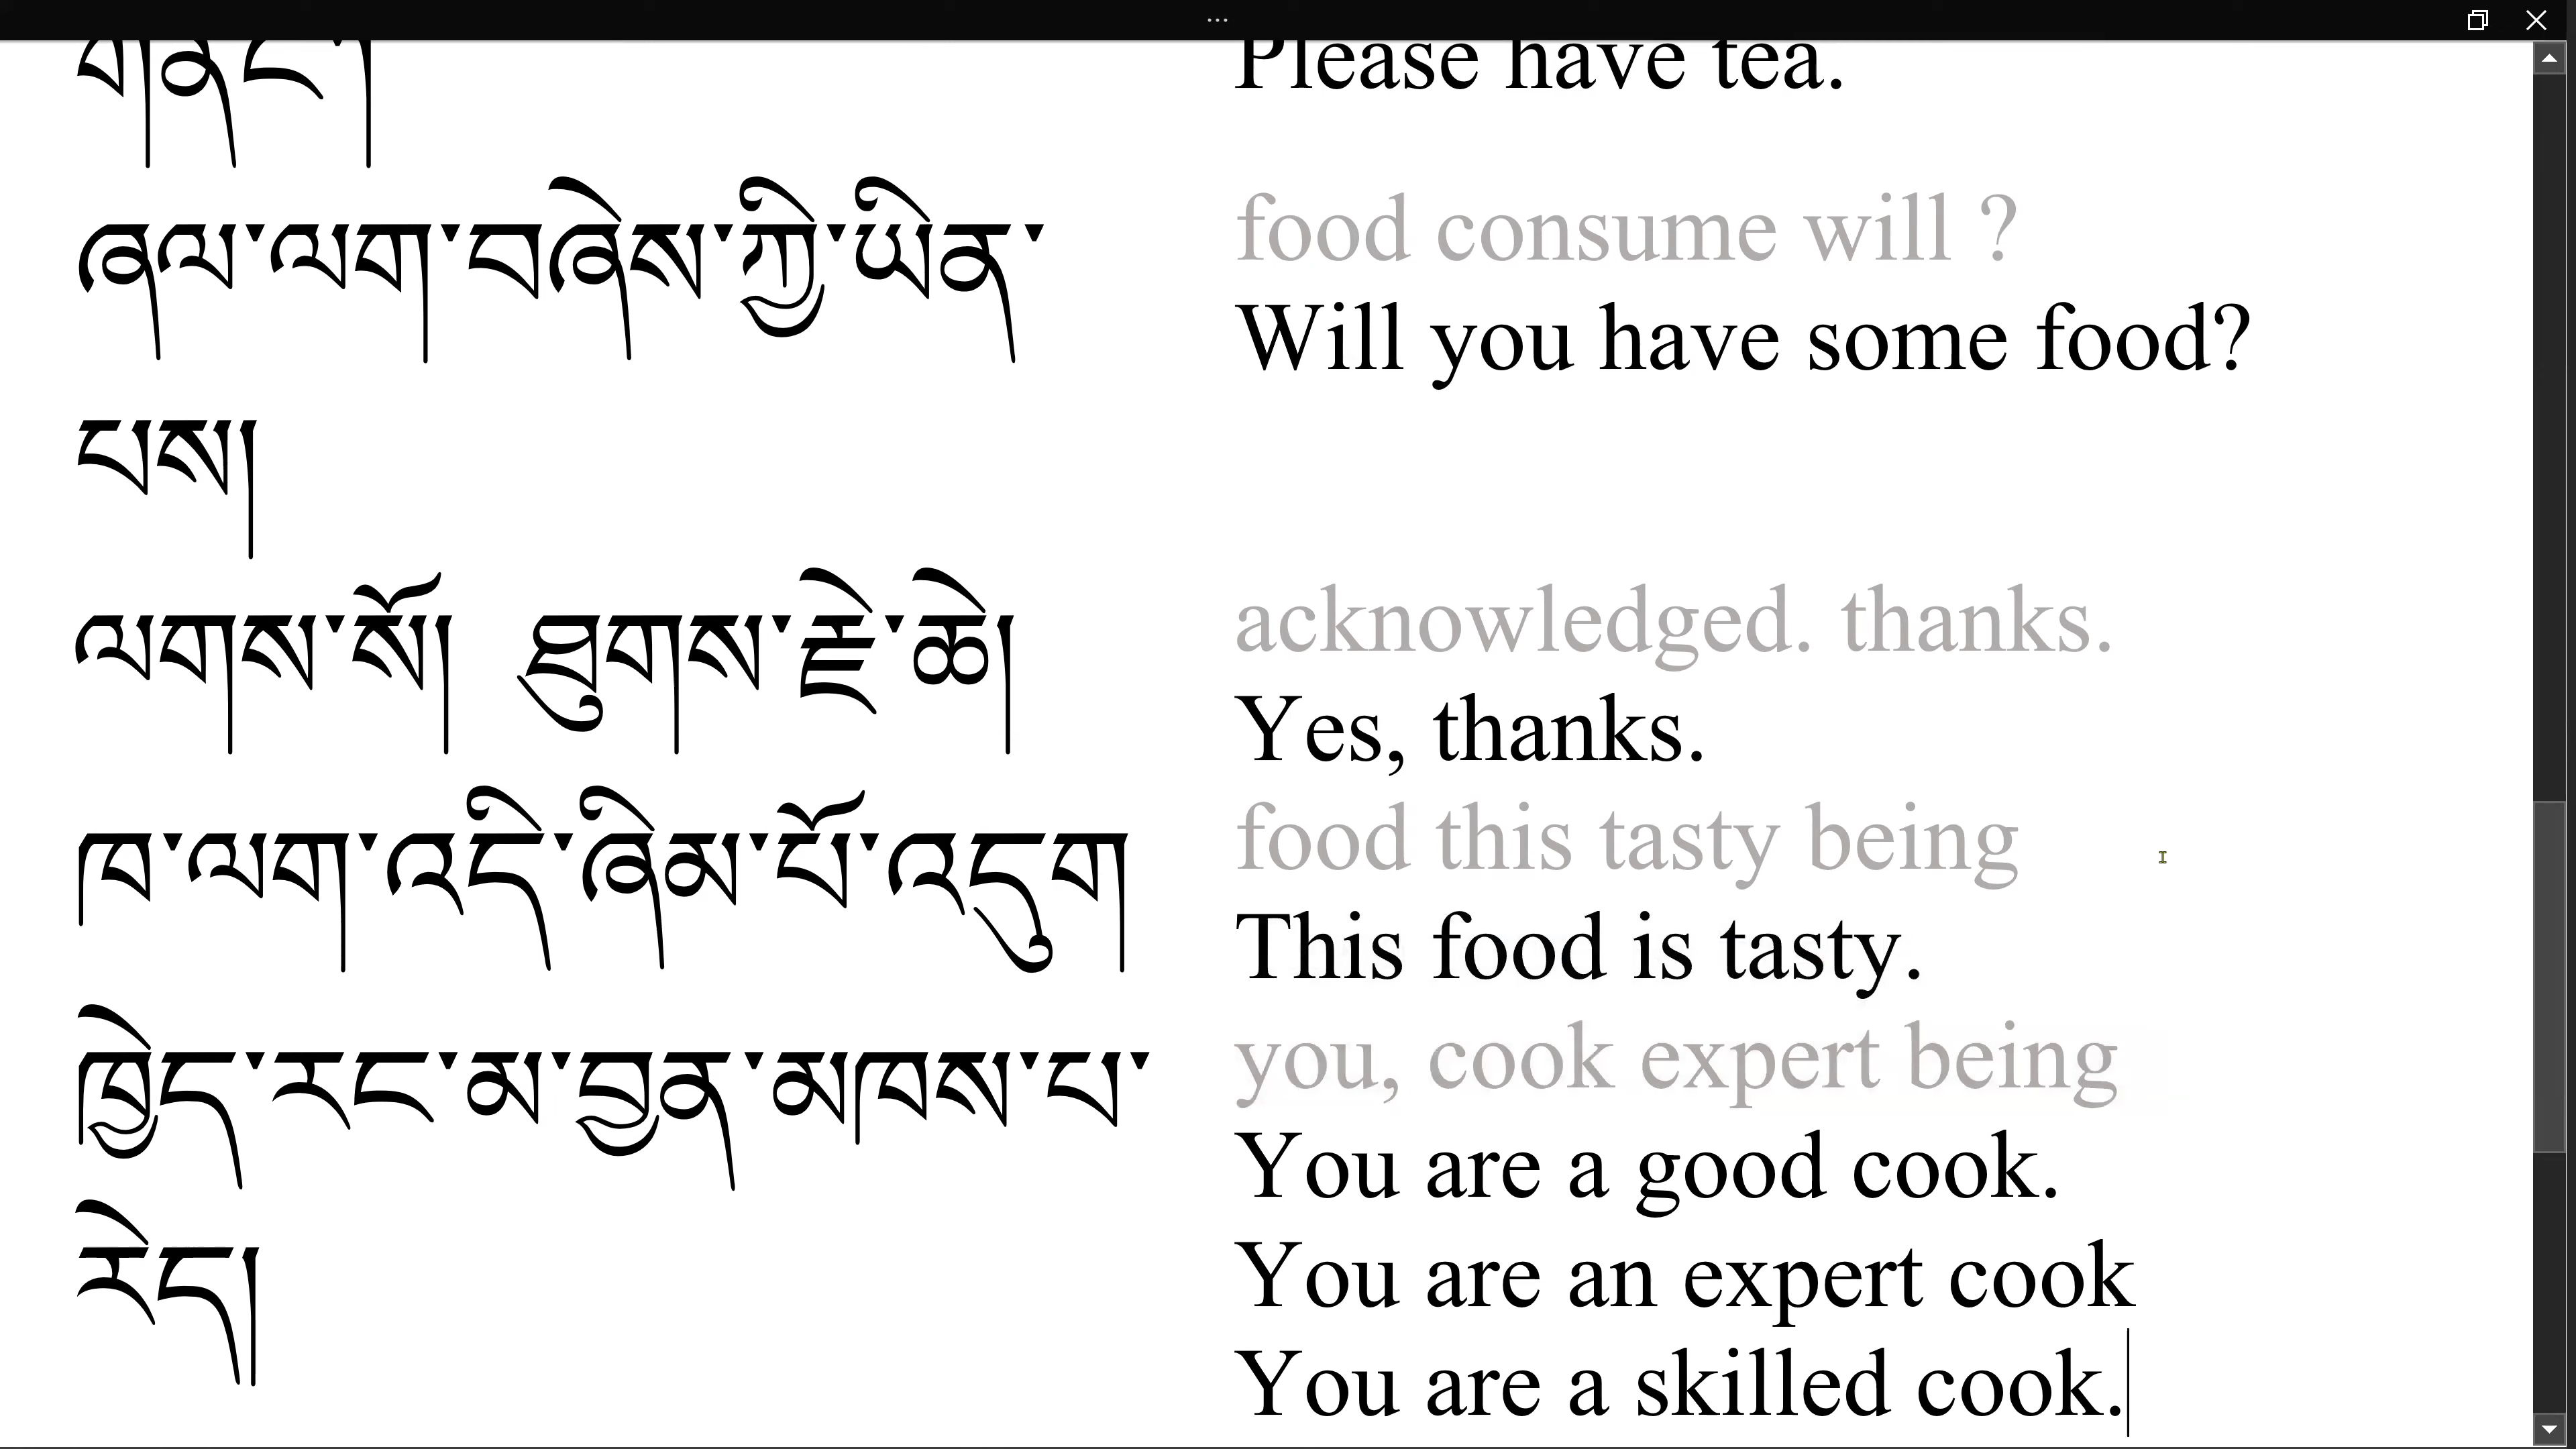 གནང་།
Please have tea.
ཞལ་ལག་བཞེས་ཀྱི་ཡིན་
food consume will ?
Will you have some food?
པས།
ལགས་སོ། ཐུགས་རྗེ་ཆེ།
acknowledged. thanks.
Yes, thanks.
ཁ་ལག་འདི་ཞིམ་པོ་འདུག
food this tasty being
This food is tasty.
ཁྱེད་རང་མ་བྱན་མཁས་པ་
you, cook expert being
You are a good cook.
རེད།
You are an expert cook
You are a skilled cook.